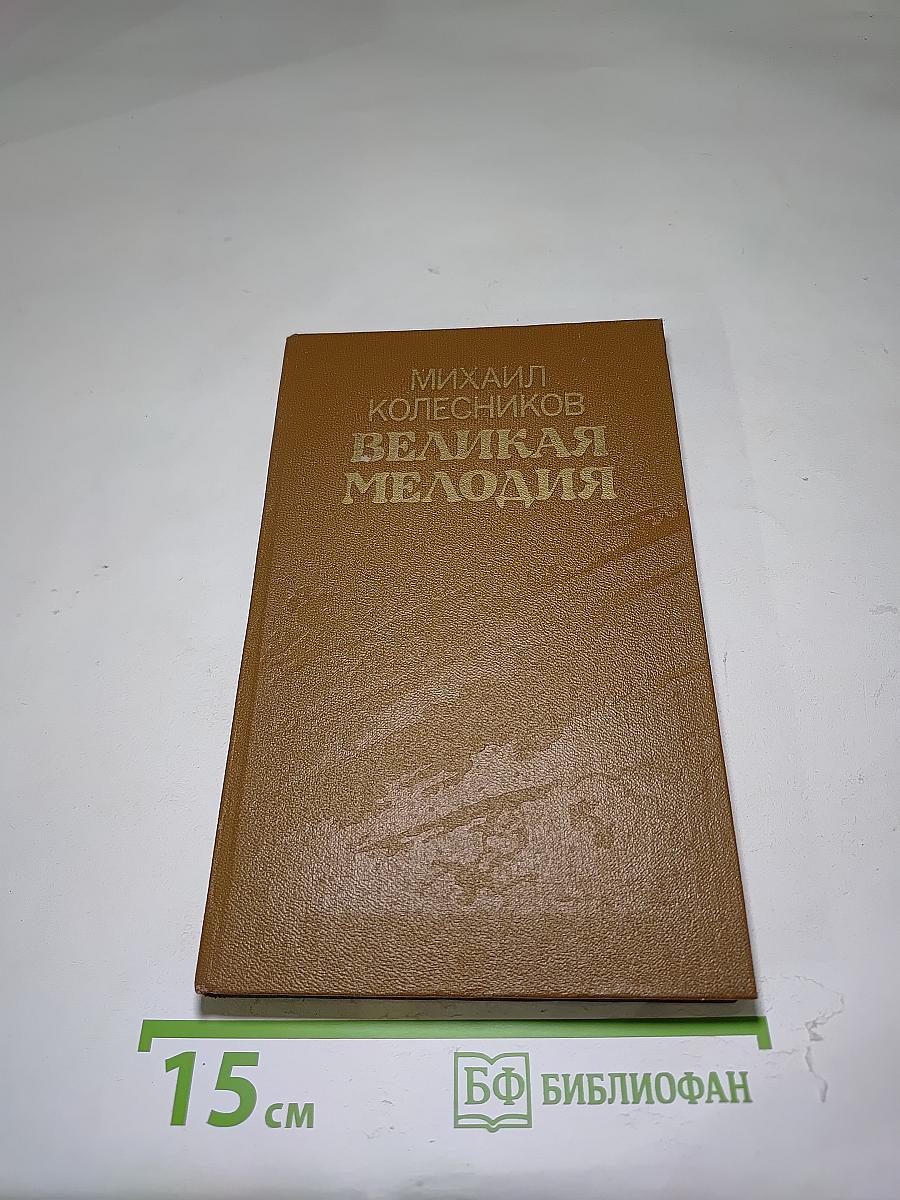 МИХАИЛ
КОЛЕСНИКОВ
ВЕЛИКАЯ
МЕЛОДИЯ
15 см
БФ БИБЛИОФАН